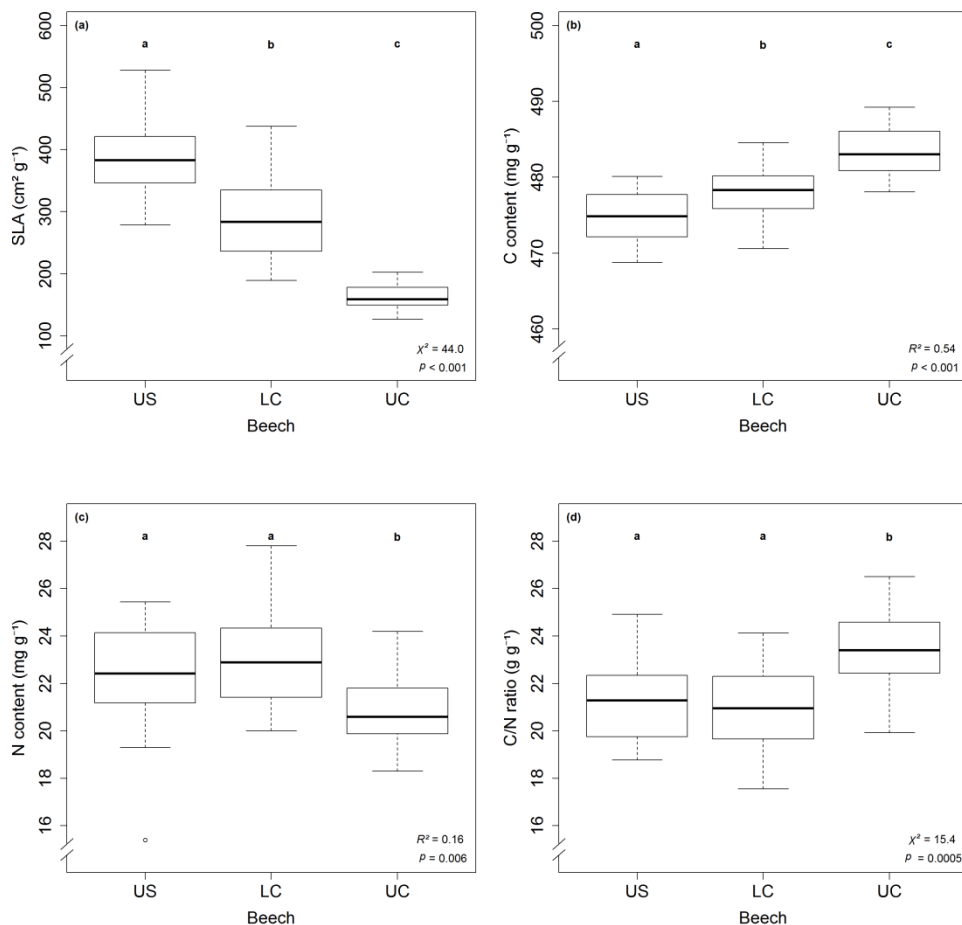 (a)
a b c
600
500
400
300
200
100
SLA (cm² g⁻¹)
χ² = 44.0
p < 0.001
US LC UC
Beech
(b)
a b c
500
490
480
470
460
C content (mg g⁻¹)
R² = 0.54
p < 0.001
US LC UC
Beech
(c)
a a b
28
26
24
22
20
18
16
N content (mg g⁻¹)
R² = 0.16
p = 0.006
US LC UC
Beech
(d)
a a b
28
26
24
22
20
18
16
C/N ratio (g g⁻¹)
χ² = 15.4
p = 0.0005
US LC UC
Beech